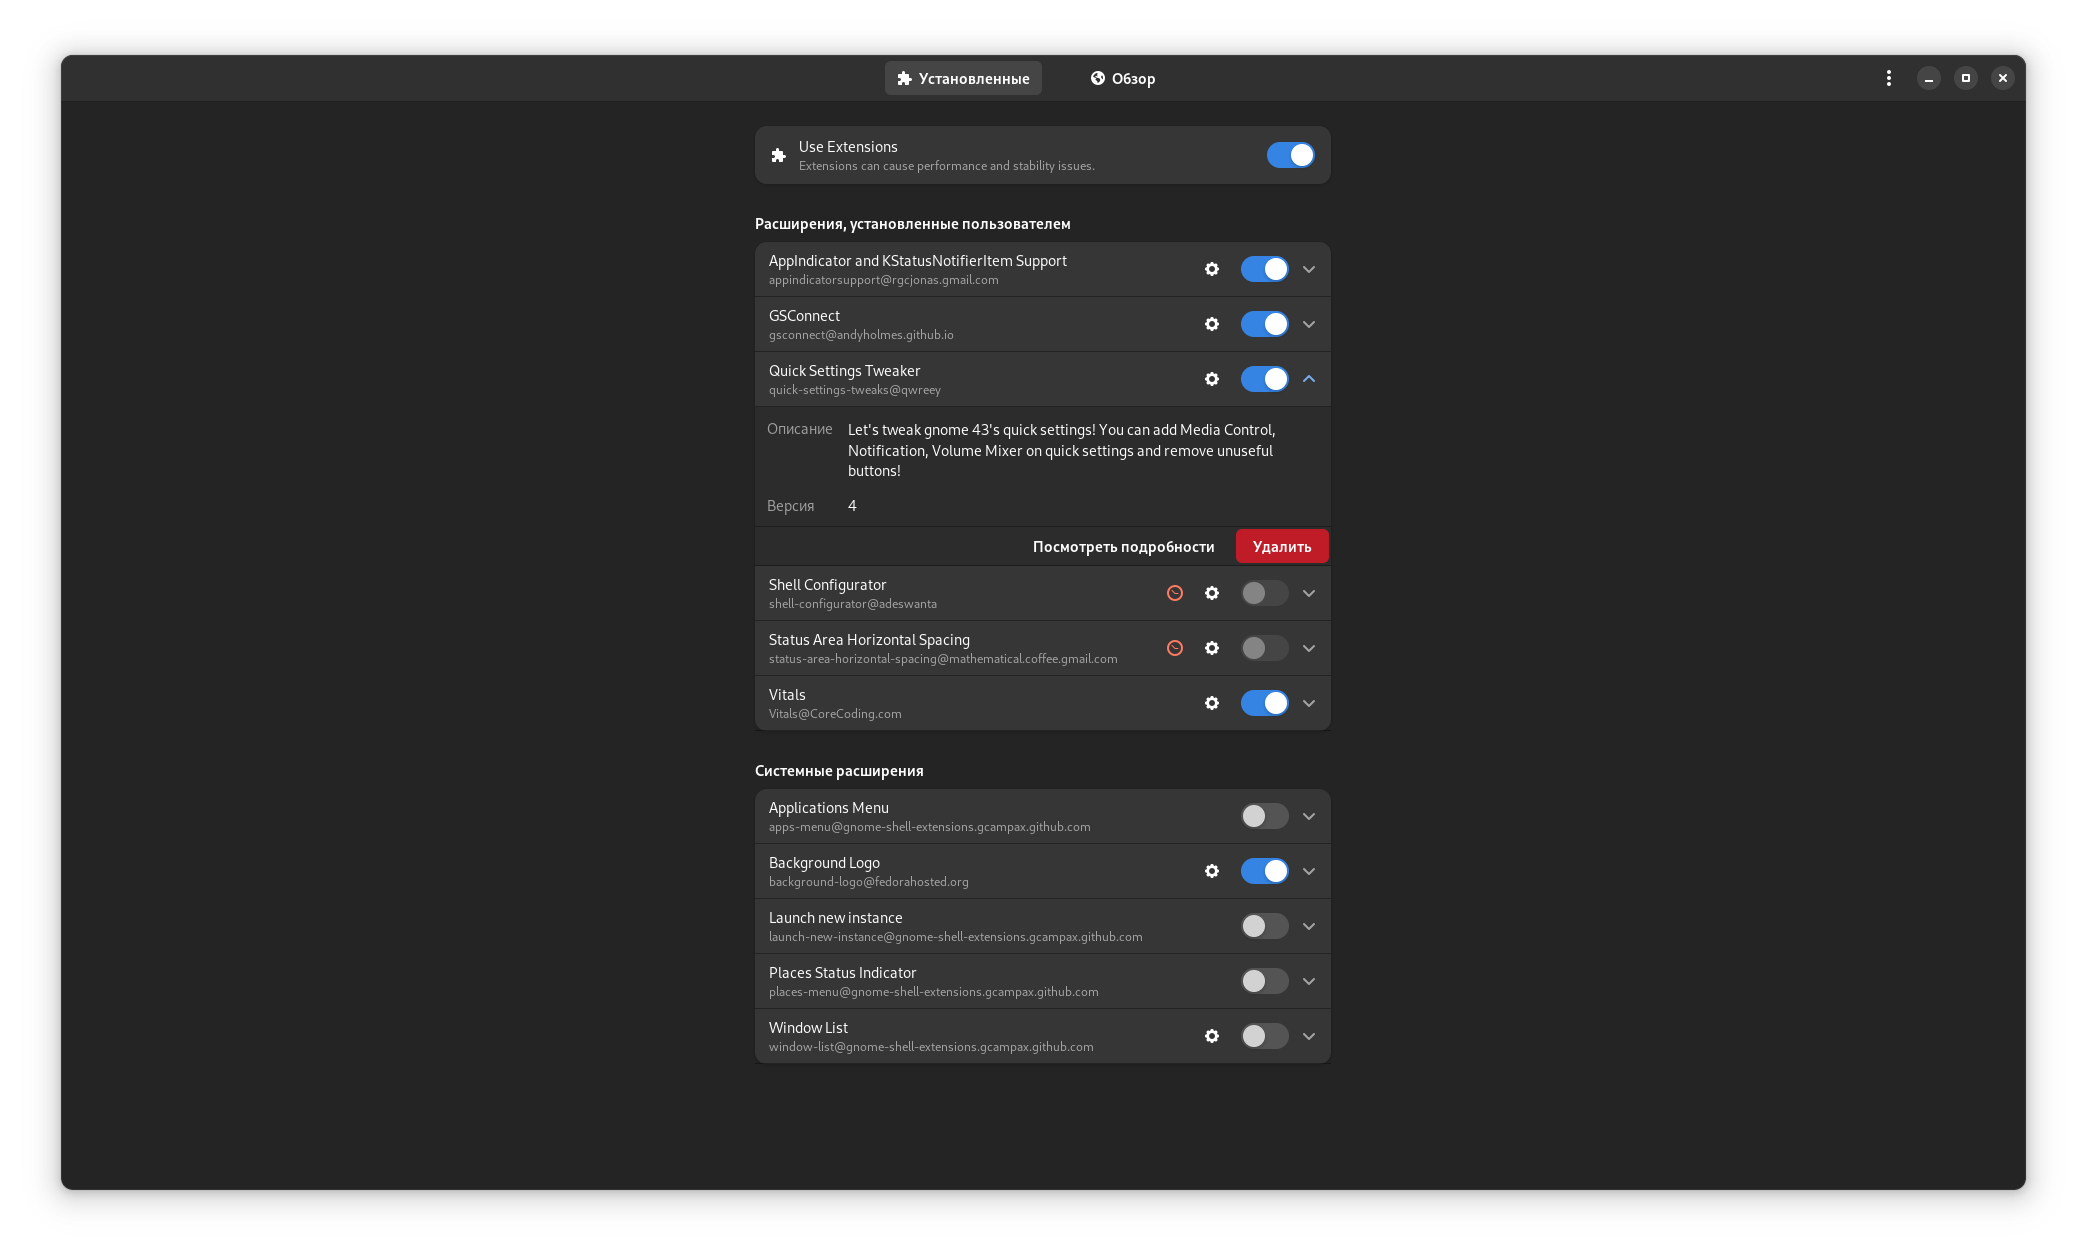 Установленные
Обзор
Use Extensions
Extensions can cause performance and stability issues.
Расширения, установленные пользователем
AppIndicator and KStatusNotifierItem Support
appindicatorsupport@rgcjonas.gmail.com
GSConnect
gsconnect@andyholmes.github.io
Quick Settings Tweaker
quick-settings-tweaks@qwreey
Описание
Let's tweak gnome 43's quick settings! You can add Media Control,
Notification, Volume Mixer on quick settings and remove unuseful
buttons!
Версия 4
Посмотреть подробности Удалить
Shell Configurator
shell-configurator@adeswanta
Status Area Horizontal Spacing
status-area-horizontal-spacing@mathematical.coffee.gmail.com
Vitals
Vitals@CoreCoding.com
Системные расширения
Applications Menu
apps-menu@gnome-shell-extensions.gcampax.github.com
Background Logo
background-logo@fedorahosted.org
Launch new instance
launch-new-instance@gnome-shell-extensions.gcampax.github.com
Places Status Indicator
places-menu@gnome-shell-extensions.gcampax.github.com
Window List
window-list@gnome-shell-extensions.gcampax.github.com